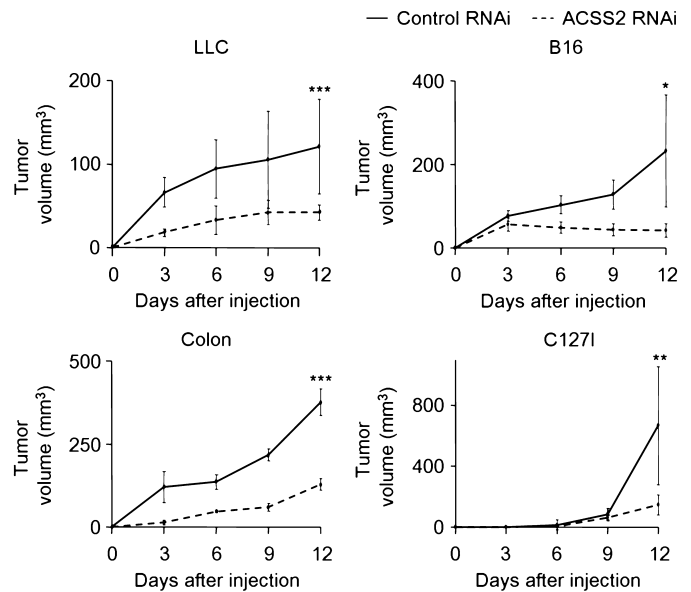 Control RNAi ACSS2 RNAi
LLC
Tumor
volume (mm³)
200
100
0
***
0 3 6 9 12
Days after injection
B16
Tumor
volume (mm³)
400
200
0
*
0 3 6 9 12
Days after injection
Colon
Tumor
volume (mm³)
500
250
0
***
0 3 6 9 12
Days after injection
C127I
Tumor
volume (mm³)
800
400
0
**
0 3 6 9 12
Days after injection